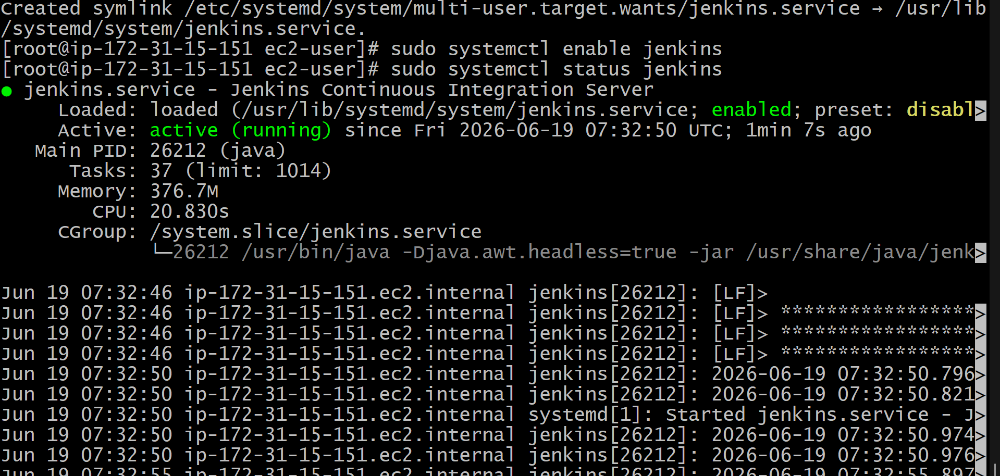 Created symlink /etc/systemd/system/multi-user.target.wants/jenkins.service → /usr/lib
/systemd/system/jenkins.service.
[root@ip-172-31-15-151 ec2-user]# sudo systemctl enable jenkins
[root@ip-172-31-15-151 ec2-user]# sudo systemctl status jenkins
● jenkins.service - Jenkins Continuous Integration Server
     Loaded: loaded (/usr/lib/systemd/system/jenkins.service; enabled; preset: disabl>
     Active: active (running) since Fri 2026-06-19 07:32:50 UTC; 1min 7s ago
   Main PID: 26212 (java)
      Tasks: 37 (limit: 1014)
     Memory: 376.7M
        CPU: 20.830s
     CGroup: /system.slice/jenkins.service
             └─26212 /usr/bin/java -Djava.awt.headless=true -jar /usr/share/java/jenk>
Jun 19 07:32:46 ip-172-31-15-151.ec2.internal jenkins[26212]: [LF]>
Jun 19 07:32:46 ip-172-31-15-151.ec2.internal jenkins[26212]: [LF]> *****************>
Jun 19 07:32:46 ip-172-31-15-151.ec2.internal jenkins[26212]: [LF]> *****************>
Jun 19 07:32:46 ip-172-31-15-151.ec2.internal jenkins[26212]: [LF]> *****************>
Jun 19 07:32:50 ip-172-31-15-151.ec2.internal jenkins[26212]: 2026-06-19 07:32:50.796>
Jun 19 07:32:50 ip-172-31-15-151.ec2.internal jenkins[26212]: 2026-06-19 07:32:50.821>
Jun 19 07:32:50 ip-172-31-15-151.ec2.internal systemd[1]: Started jenkins.service - J>
Jun 19 07:32:50 ip-172-31-15-151.ec2.internal jenkins[26212]: 2026-06-19 07:32:50.974>
Jun 19 07:32:50 ip-172-31-15-151.ec2.internal jenkins[26212]: 2026-06-19 07:32:50.976>
Jun 19 07:32:55 ip-172-31-15-151.ec2.internal jenkins[26212]: 2026-06-19 07:32:55.897>